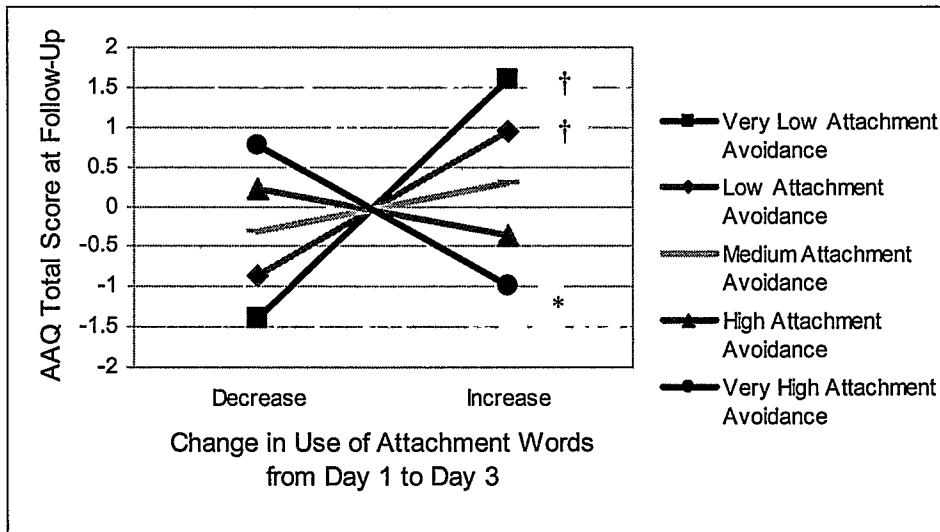 AAQ Total Score at Follow-Up
2
1.5
1
0.5
0
-0.5
-1
-1.5
-2
†
†
*
Decrease
Increase
Change in Use of Attachment Words
from Day 1 to Day 3
Very Low Attachment
Avoidance
Low Attachment
Avoidance
Medium Attachment
Avoidance
High Attachment
Avoidance
Very High Attachment
Avoidance